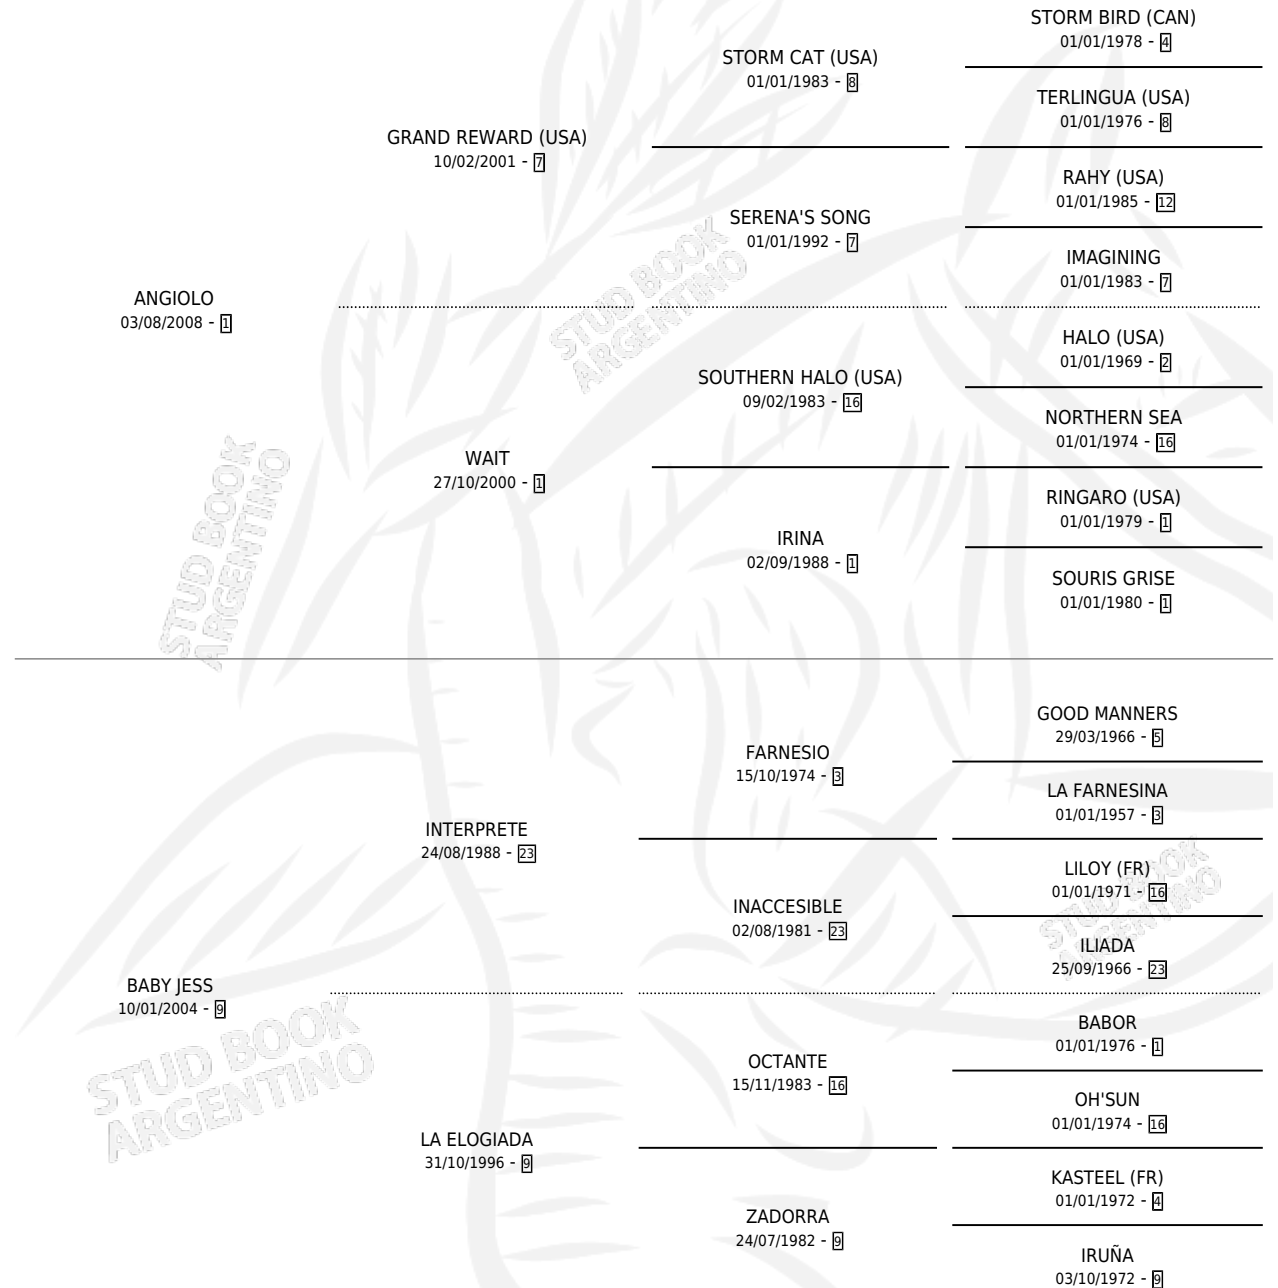 STORM BIRD (CAN)
01/01/1978 - 4
STORM CAT (USA)
01/01/1983 - 8
TERLINGUA (USA)
01/01/1976 - 8
GRAND REWARD (USA)
10/02/2001 - 7
RAHY (USA)
01/01/1985 - 12
SERENA'S SONG
01/01/1992 - 7
IMAGINING
01/01/1983 - 7
ANGIOLO
03/08/2008 - 1
HALO (USA)
01/01/1969 - 2
SOUTHERN HALO (USA)
09/02/1983 - 16
NORTHERN SEA
01/01/1974 - 16
WAIT
27/10/2000 - 1
RINGARO (USA)
01/01/1979 - 1
IRINA
02/09/1988 - 1
SOURIS GRISE
01/01/1980 - 1
GOOD MANNERS
29/03/1966 - 5
FARNESIO
15/10/1974 - 3
LA FARNESINA
01/01/1957 - 3
INTERPRETE
24/08/1988 - 23
LILOY (FR)
01/01/1971 - 16
INACCESIBLE
02/08/1981 - 23
ILIADA
25/09/1966 - 23
BABY JESS
10/01/2004 - 9
BABOR
01/01/1976 - 1
OCTANTE
15/11/1983 - 16
OH'SUN
01/01/1974 - 16
LA ELOGIADA
31/10/1996 - 9
KASTEEL (FR)
01/01/1972 - 4
ZADORRA
24/07/1982 - 9
IRUÑA
03/10/1972 - 9
STUD BOOK
ARGENTINO
STUD BOOK
ARGENTINO
STUD BOOK
ARGENTINO
STUD BOOK
ARGENTINO